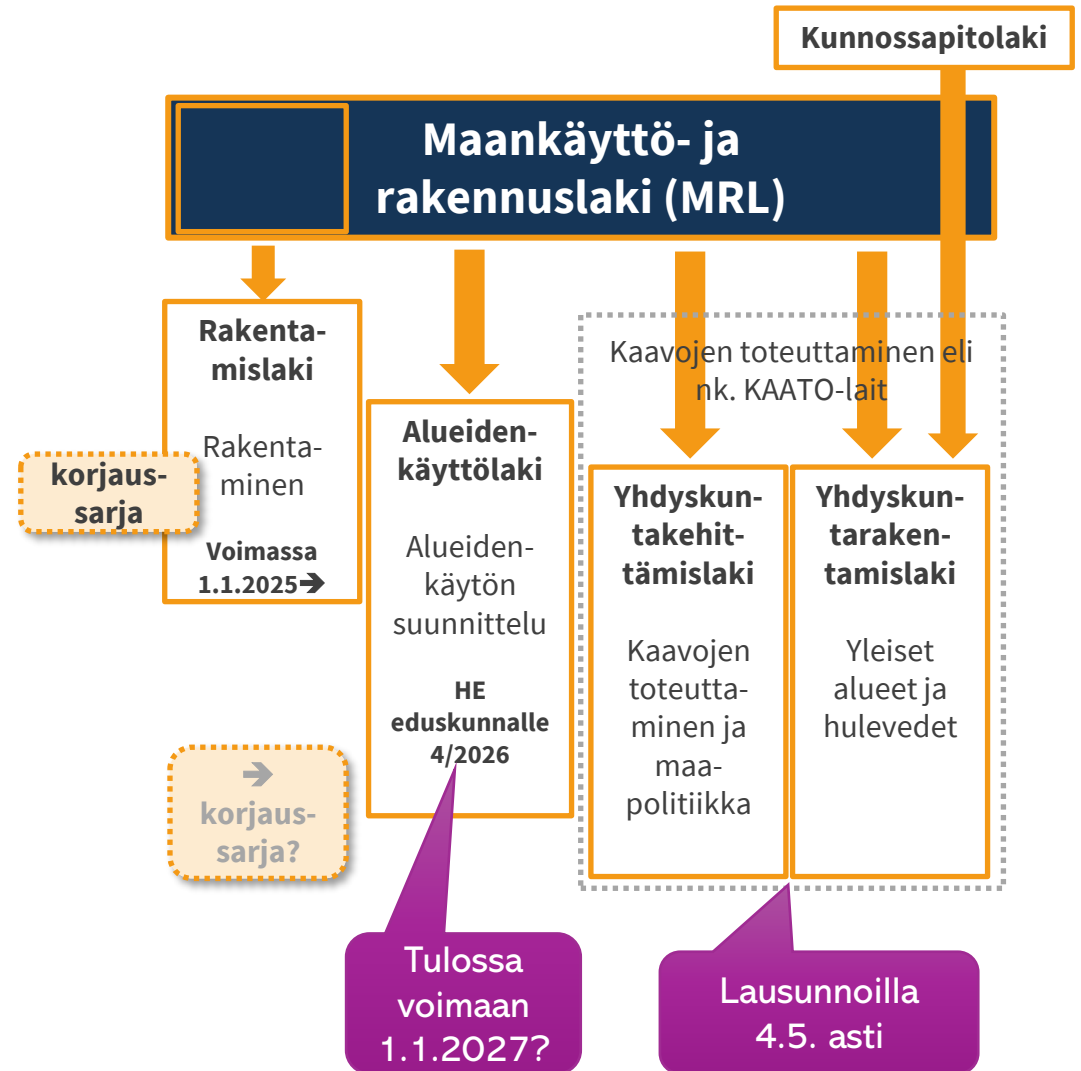 Kunnossapitolaki
Maankäyttö- ja
rakennuslaki (MRL)
Rakenta-
mislaki
Rakenta-
minen
Voimassa
1.1.2025➔
korjaus-
sarja
Alueiden-
käyttölaki
Alueiden-
käytön
suunnittelu
HE
eduskunnalle
4/2026
➔
korjaus-
sarja?
Kaavojen toteuttaminen eli
nk. KAATO-lait
Yhdyskun-
takehit-
tämislaki
Kaavojen
toteutta-
minen ja
maa-
politiikka
Yhdyskun-
taraken-
tamislaki
Yleiset
alueet ja
hulevedet
Tulossa
voimaan
1.1.2027?
Lausunnoilla
4.5. asti